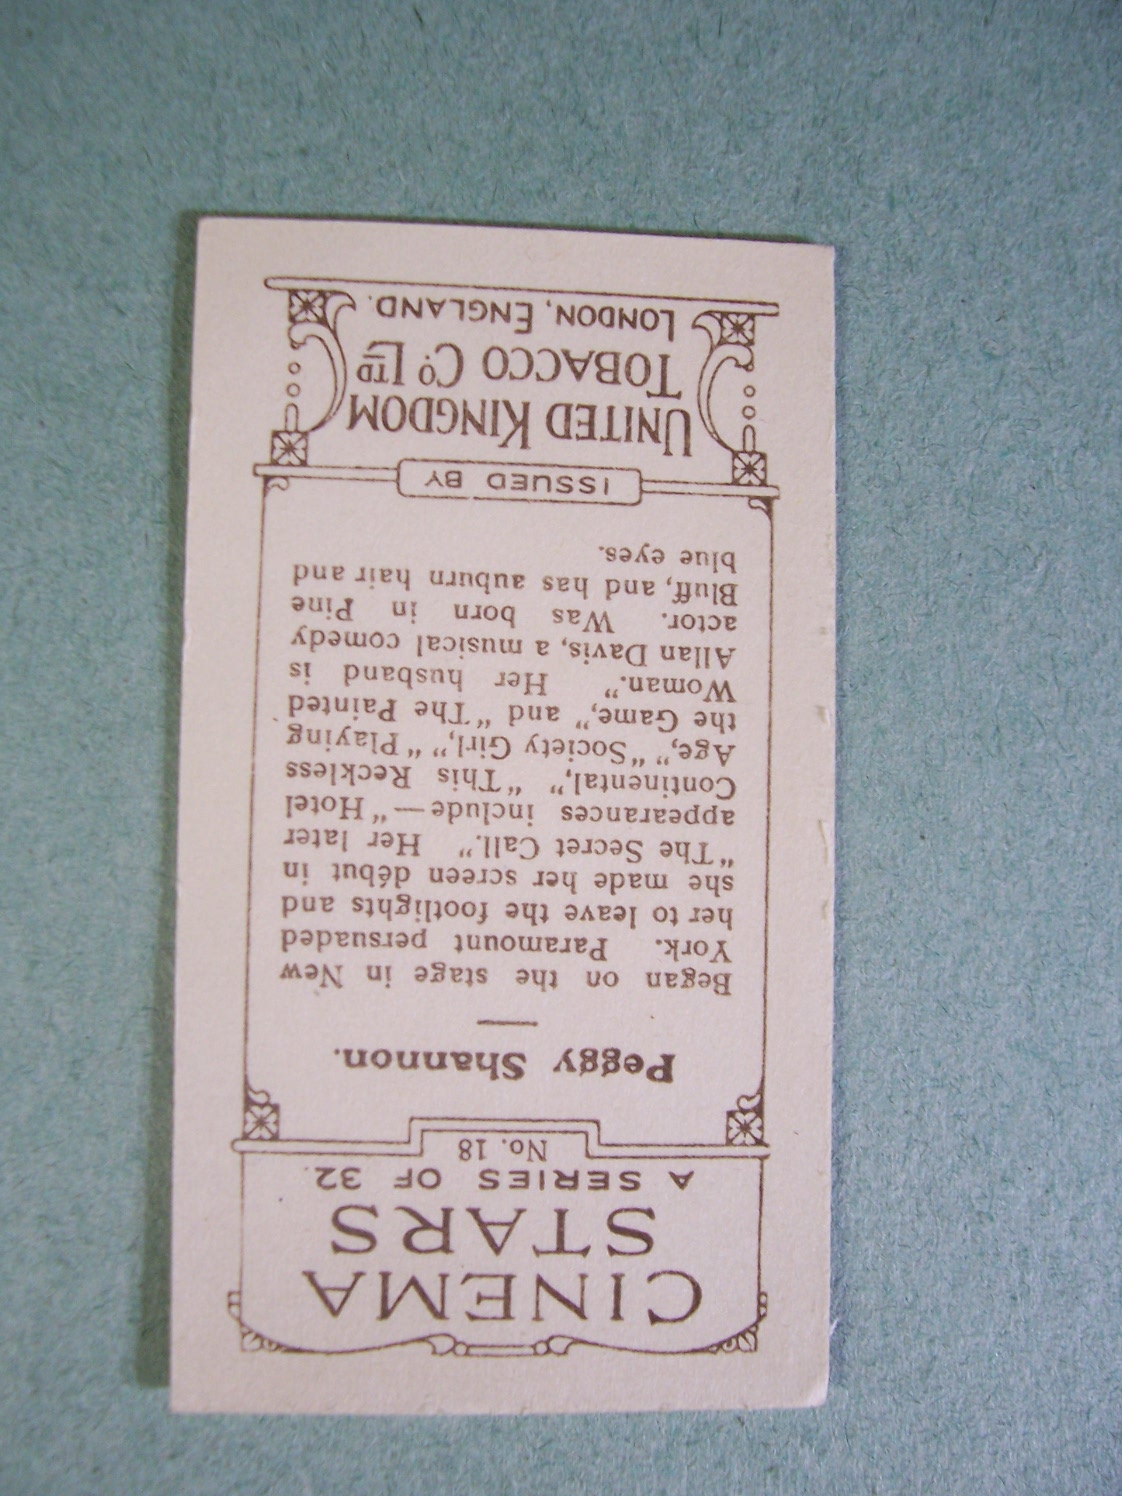 CINEMA
STARS
A SERIES OF 32.
No. 18
Peggy Shannon.
Began on the stage in New
York. Paramount persuaded
her to leave the footlights and
she made her screen début in
“The Secret Call.” Her later
appearances include—“Hotel
Continental,” “This Reckless
Age,” “Society Girl,” “Playing
the Game,” and “The Painted
Woman.” Her husband is
Allan Davis, a musical comedy
actor. Was born in Pine
Bluff, and has auburn hair and
blue eyes.
ISSUED BY
UNITED KINGDOM
TOBACCO CO. LTD
LONDON, ENGLAND.